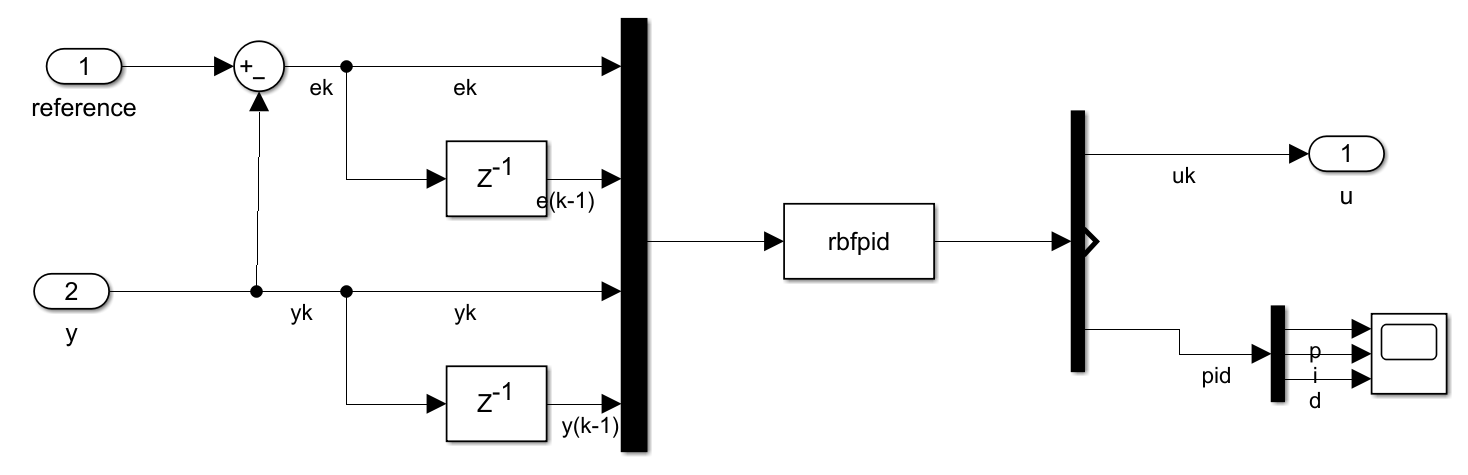 1
reference
+
−
ek
ek
Z-1
e(k-1)
2
y
yk
yk
Z-1
y(k-1)
rbfpid
uk
1
u
pid
p
i
d